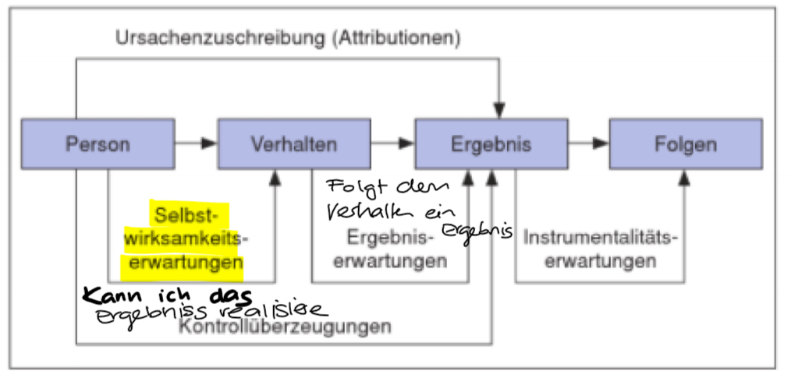 Ursachenzuschreibung (Attributionen)
Person
Verhalten
Ergebnis
Folgen
Selbst-
wirksamkeits-
erwartungen
Kann ich das
Ergebniss realisiere
Folgt dem
Verhalten ein
Ergebnis
Ergebnis-
erwartungen
Instrumentalitäts-
erwartungen
Kontrollüberzeugungen